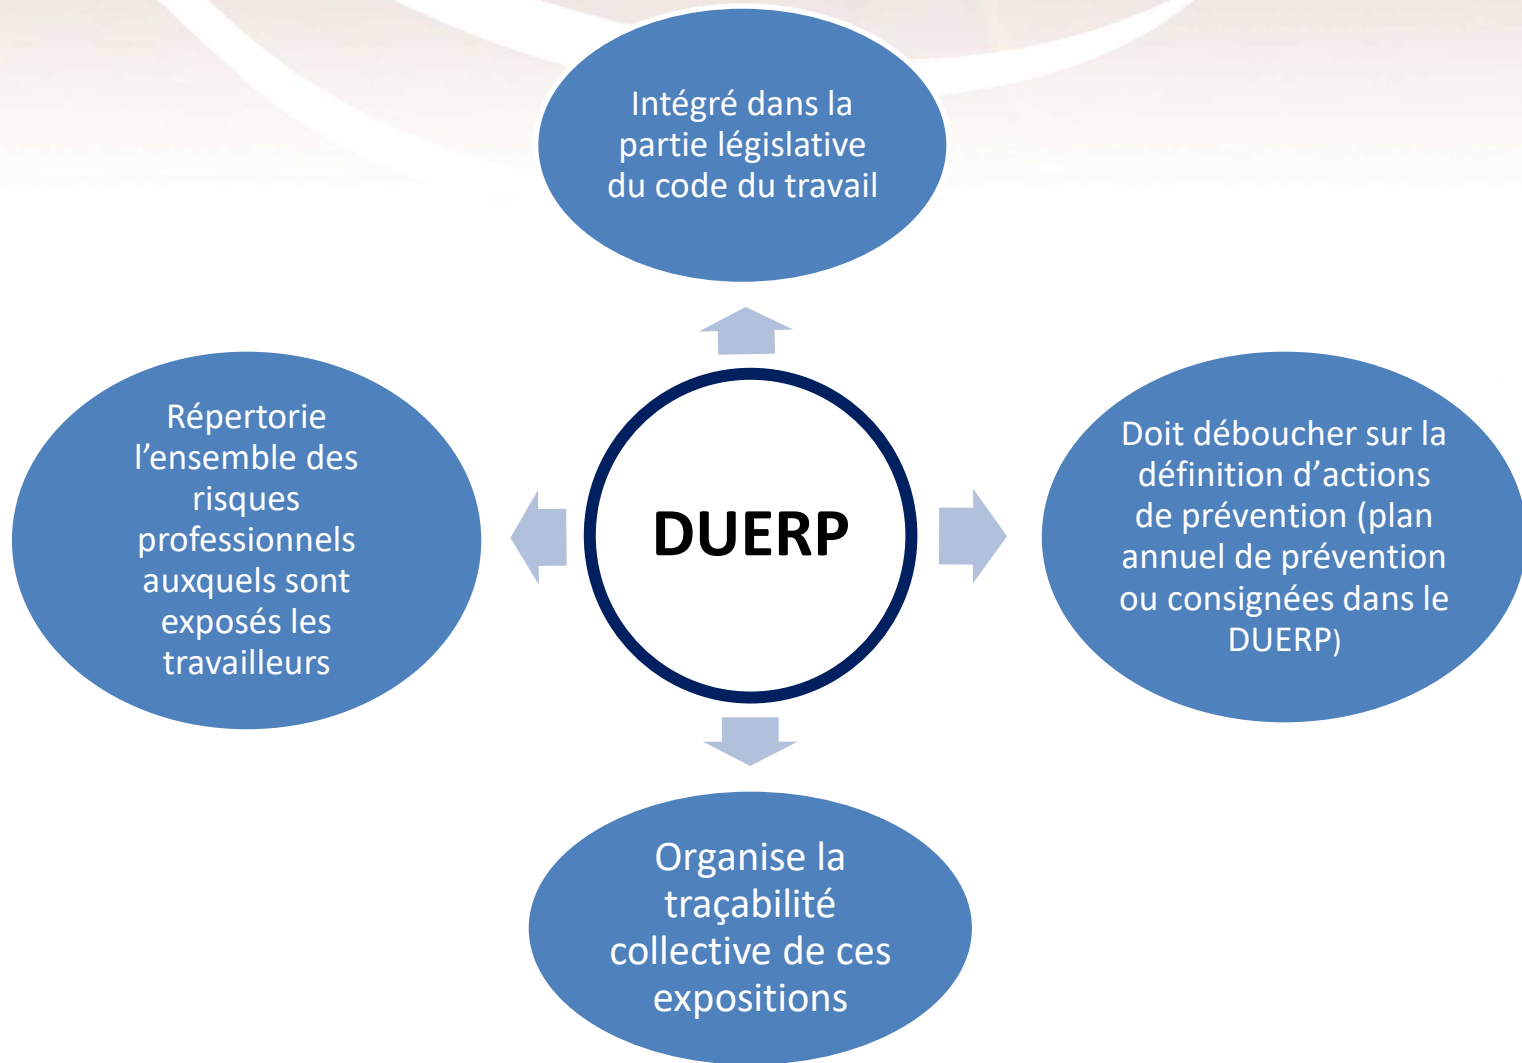 Intégré dans la
partie législative
du code du travail
Répertorie
l’ensemble des
risques
professionnels
auxquels sont
exposés les
travailleurs
DUERP
Doit déboucher sur la
définition d’actions
de prévention (plan
annuel de prévention
ou consignées dans le
DUERP)
Organise la
traçabilité
collective de ces
expositions